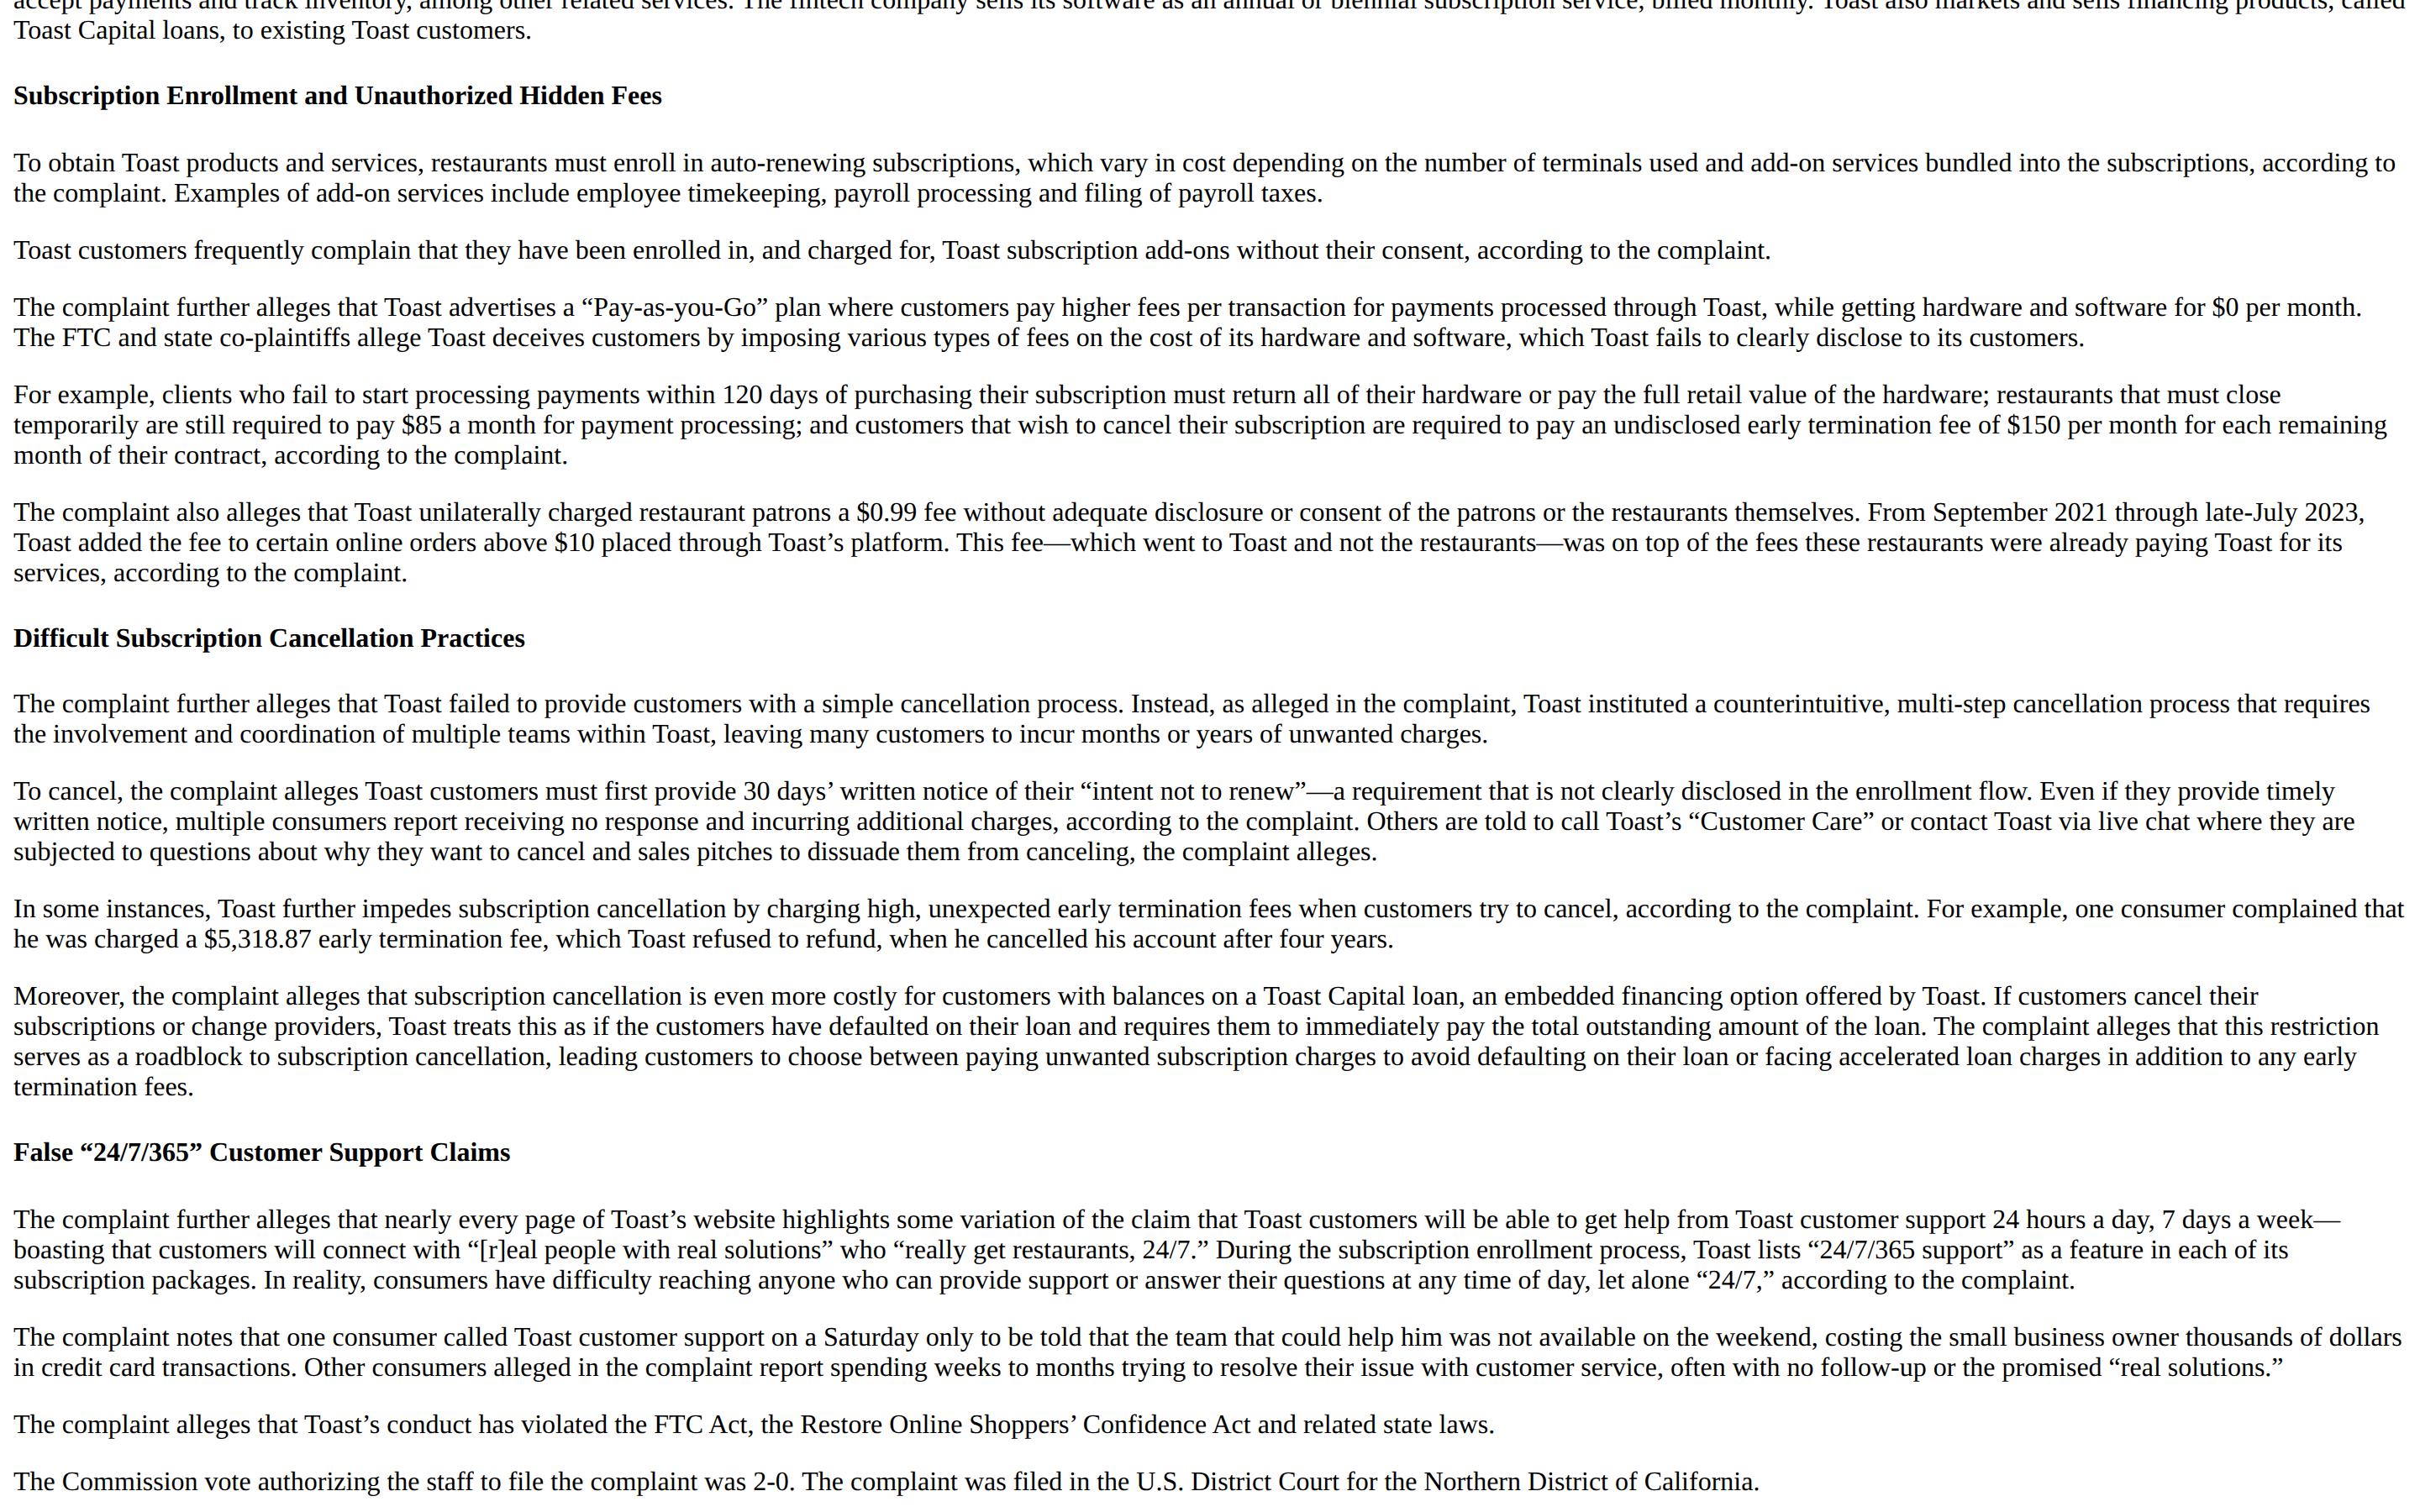 accept payments and track inventory, among other related services. The fintech company sells its software as an annual or biennial subscription service, billed monthly. Toast also markets and sells financing products, called
Toast Capital loans, to existing Toast customers.
Subscription Enrollment and Unauthorized Hidden Fees
To obtain Toast products and services, restaurants must enroll in auto-renewing subscriptions, which vary in cost depending on the number of terminals used and add-on services bundled into the subscriptions, according to
the complaint. Examples of add-on services include employee timekeeping, payroll processing and filing of payroll taxes.
Toast customers frequently complain that they have been enrolled in, and charged for, Toast subscription add-ons without their consent, according to the complaint.
The complaint further alleges that Toast advertises a “Pay-as-you-Go” plan where customers pay higher fees per transaction for payments processed through Toast, while getting hardware and software for $0 per month.
The FTC and state co-plaintiffs allege Toast deceives customers by imposing various types of fees on the cost of its hardware and software, which Toast fails to clearly disclose to its customers.
For example, clients who fail to start processing payments within 120 days of purchasing their subscription must return all of their hardware or pay the full retail value of the hardware; restaurants that must close
temporarily are still required to pay $85 a month for payment processing; and customers that wish to cancel their subscription are required to pay an undisclosed early termination fee of $150 per month for each remaining
month of their contract, according to the complaint.
The complaint also alleges that Toast unilaterally charged restaurant patrons a $0.99 fee without adequate disclosure or consent of the patrons or the restaurants themselves. From September 2021 through late-July 2023,
Toast added the fee to certain online orders above $10 placed through Toast’s platform. This fee—which went to Toast and not the restaurants—was on top of the fees these restaurants were already paying Toast for its
services, according to the complaint.
Difficult Subscription Cancellation Practices
The complaint further alleges that Toast failed to provide customers with a simple cancellation process. Instead, as alleged in the complaint, Toast instituted a counterintuitive, multi-step cancellation process that requires
the involvement and coordination of multiple teams within Toast, leaving many customers to incur months or years of unwanted charges.
To cancel, the complaint alleges Toast customers must first provide 30 days’ written notice of their “intent not to renew”—a requirement that is not clearly disclosed in the enrollment flow. Even if they provide timely
written notice, multiple consumers report receiving no response and incurring additional charges, according to the complaint. Others are told to call Toast’s “Customer Care” or contact Toast via live chat where they are
subjected to questions about why they want to cancel and sales pitches to dissuade them from canceling, the complaint alleges.
In some instances, Toast further impedes subscription cancellation by charging high, unexpected early termination fees when customers try to cancel, according to the complaint. For example, one consumer complained that
he was charged a $5,318.87 early termination fee, which Toast refused to refund, when he cancelled his account after four years.
Moreover, the complaint alleges that subscription cancellation is even more costly for customers with balances on a Toast Capital loan, an embedded financing option offered by Toast. If customers cancel their
subscriptions or change providers, Toast treats this as if the customers have defaulted on their loan and requires them to immediately pay the total outstanding amount of the loan. The complaint alleges that this restriction
serves as a roadblock to subscription cancellation, leading customers to choose between paying unwanted subscription charges to avoid defaulting on their loan or facing accelerated loan charges in addition to any early
termination fees.
False “24/7/365” Customer Support Claims
The complaint further alleges that nearly every page of Toast’s website highlights some variation of the claim that Toast customers will be able to get help from Toast customer support 24 hours a day, 7 days a week—
boasting that customers will connect with “[r]eal people with real solutions” who “really get restaurants, 24/7.” During the subscription enrollment process, Toast lists “24/7/365 support” as a feature in each of its
subscription packages. In reality, consumers have difficulty reaching anyone who can provide support or answer their questions at any time of day, let alone “24/7,” according to the complaint.
The complaint notes that one consumer called Toast customer support on a Saturday only to be told that the team that could help him was not available on the weekend, costing the small business owner thousands of dollars
in credit card transactions. Other consumers alleged in the complaint report spending weeks to months trying to resolve their issue with customer service, often with no follow-up or the promised “real solutions.”
The complaint alleges that Toast’s conduct has violated the FTC Act, the Restore Online Shoppers’ Confidence Act and related state laws.
The Commission vote authorizing the staff to file the complaint was 2-0. The complaint was filed in the U.S. District Court for the Northern District of California.